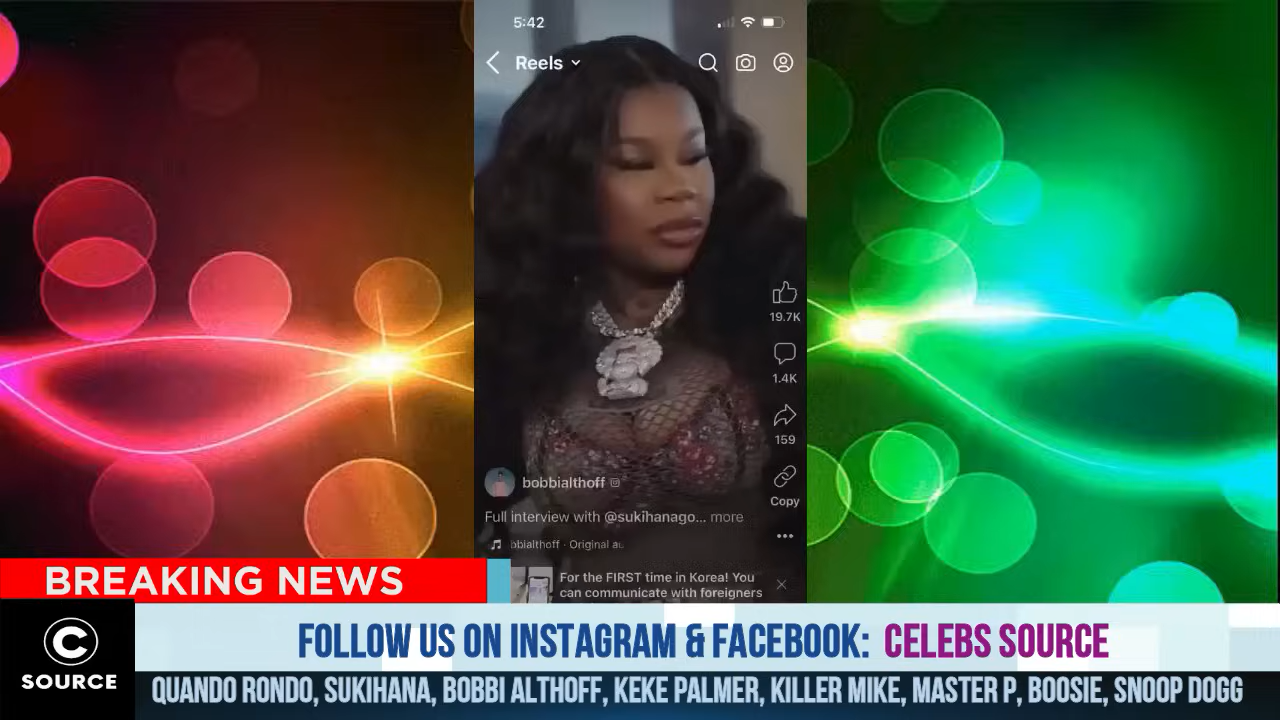 5:42
Reels
19.7K
1.4K
159
Copy
bobbialthoff
Full interview with @sukihanago... more
bbialthoff · Original au
For the FIRST time in Korea! You
can communicate with foreigners
BREAKING NEWS
C
SOURCE
FOLLOW US ON INSTAGRAM & FACEBOOK: CELEBS SOURCE
QUANDO RONDO, SUKIHANA, BOBBI ALTHOFF, KEKE PALMER, KILLER MIKE, MASTER P, BOOSIE, SNOOP DOGG